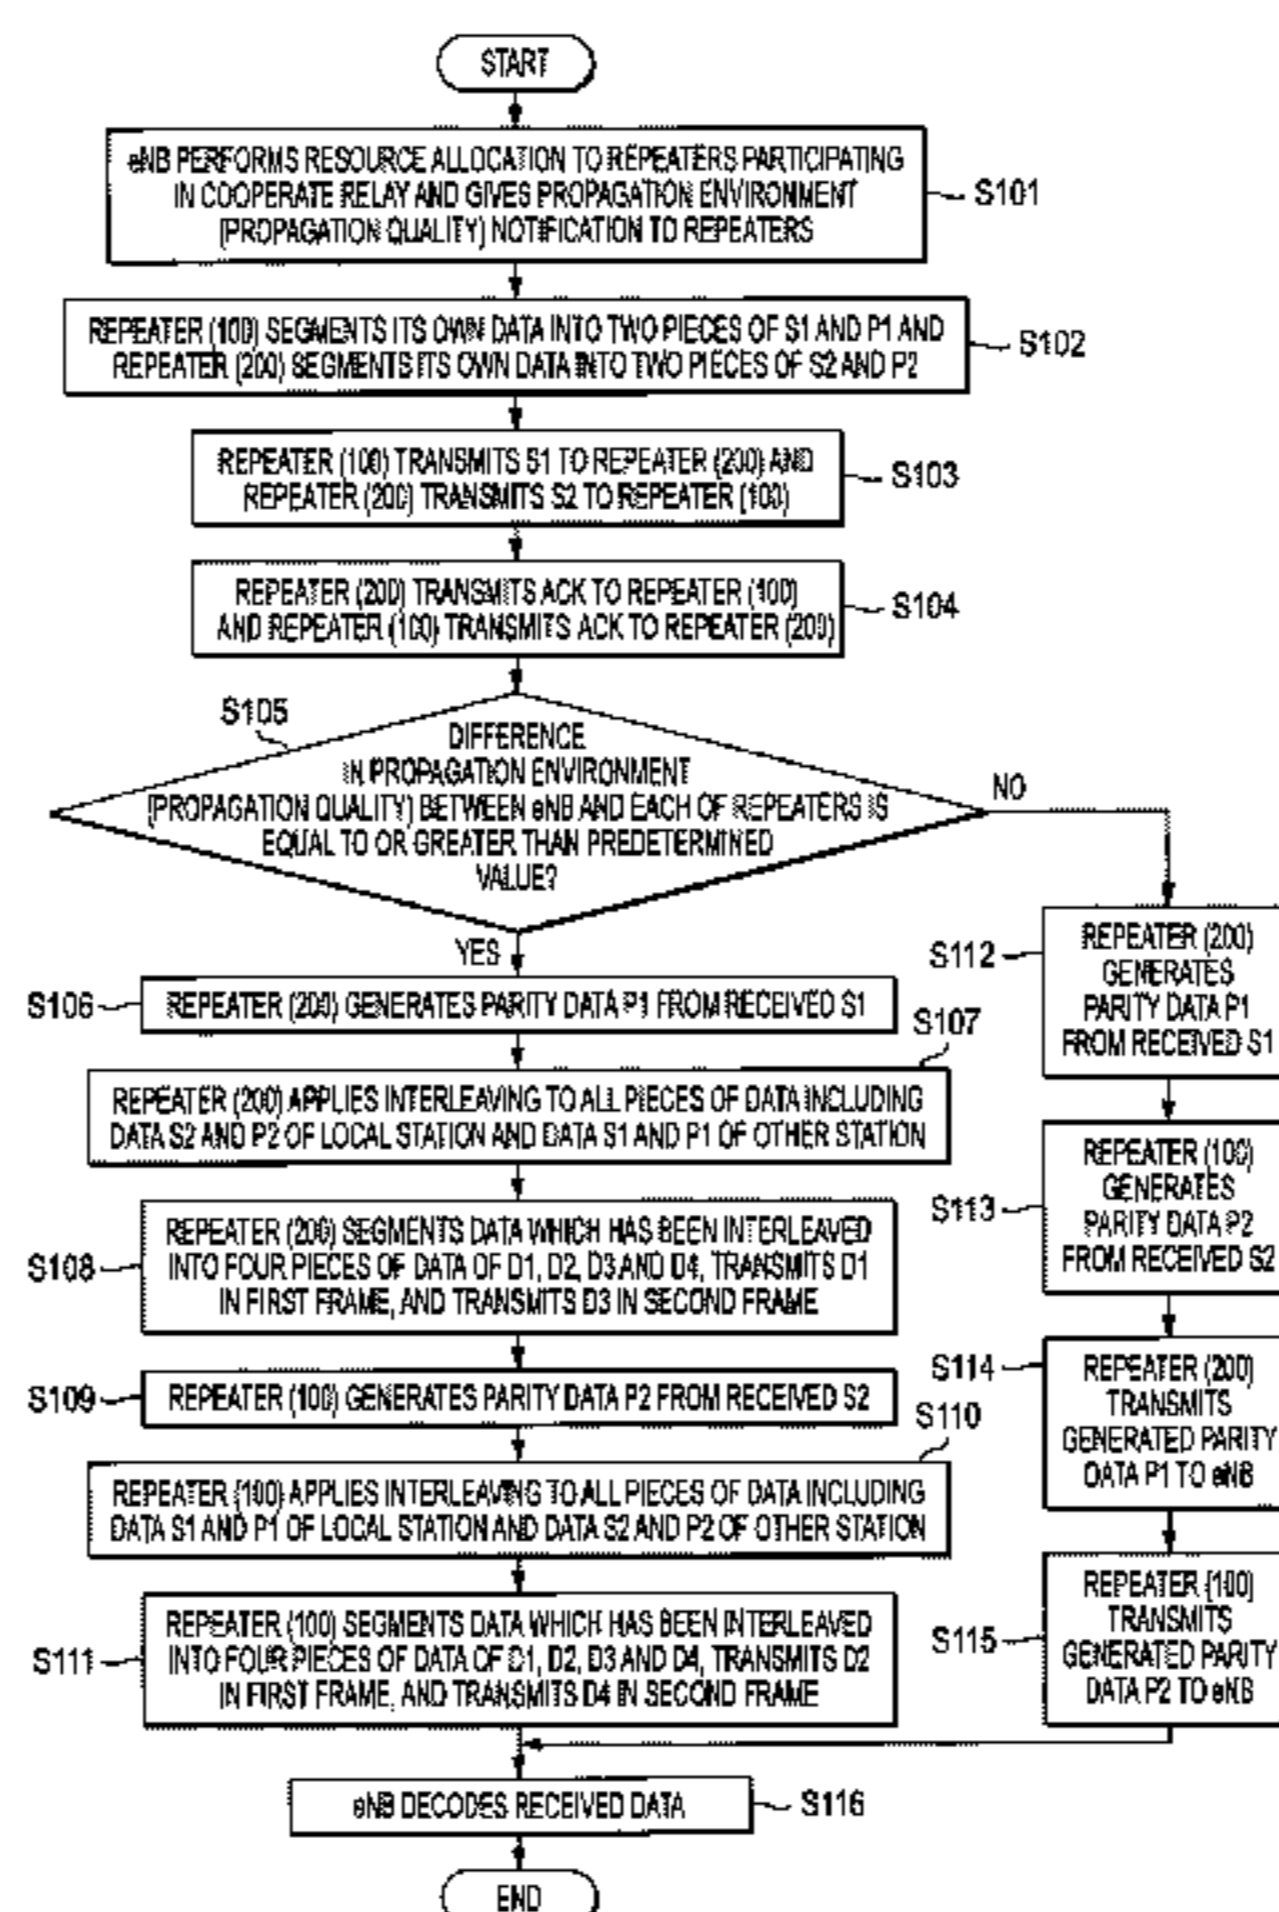 START
eNB PERFORMS RESOURCE ALLOCATION TO REPEATERS PARTICIPATING
IN COOPERATE RELAY AND GIVES PROPAGATION ENVIRONMENT
(PROPAGATION QUALITY) NOTIFICATION TO REPEATERS
S101
REPEATER (100) SEGMENTS ITS OWN DATA INTO TWO PIECES OF S1 AND P1 AND
REPEATER (200) SEGMENTS ITS OWN DATA INTO TWO PIECES OF S2 AND P2
S102
REPEATER (100) TRANSMITS S1 TO REPEATER (200) AND
REPEATER (200) TRANSMITS S2 TO REPEATER (100)
S103
REPEATER (200) TRANSMITS ACK TO REPEATER (100)
AND REPEATER (100) TRANSMITS ACK TO REPEATER (200)
S104
S105
DIFFERENCE
IN PROPAGATION ENVIRONMENT
(PROPAGATION QUALITY) BETWEEN eNB AND EACH OF REPEATERS IS
EQUAL TO OR GREATER THAN PREDETERMINED
VALUE?
NO
YES
S106
REPEATER (200) GENERATES PARITY DATA P1 FROM RECEIVED S1
S107
REPEATER (200) APPLIES INTERLEAVING TO ALL PIECES OF DATA INCLUDING
DATA S2 AND P2 OF LOCAL STATION AND DATA S1 AND P1 OF OTHER STATION
S108
REPEATER (200) SEGMENTS DATA WHICH HAS BEEN INTERLEAVED
INTO FOUR PIECES OF DATA OF D1, D2, D3 AND D4, TRANSMITS D1
IN FIRST FRAME, AND TRANSMITS D3 IN SECOND FRAME
S109
REPEATER (100) GENERATES PARITY DATA P2 FROM RECEIVED S2
S110
REPEATER (100) APPLIES INTERLEAVING TO ALL PIECES OF DATA INCLUDING
DATA S1 AND P1 OF LOCAL STATION AND DATA S2 AND P2 OF OTHER STATION
S111
REPEATER (100) SEGMENTS DATA WHICH HAS BEEN INTERLEAVED
INTO FOUR PIECES OF DATA OF D1, D2, D3 AND D4, TRANSMITS D2
IN FIRST FRAME, AND TRANSMITS D4 IN SECOND FRAME
S112
REPEATER (200)
GENERATES
PARITY DATA P1
FROM RECEIVED S1
S113
REPEATER (100)
GENERATES
PARITY DATA P2
FROM RECEIVED S2
S114
REPEATER (200)
TRANSMITS
GENERATED PARITY
DATA P1 TO eNB
S115
REPEATER (100)
TRANSMITS
GENERATED PARITY
DATA P2 TO eNB
eNB DECODES RECEIVED DATA
S116
END